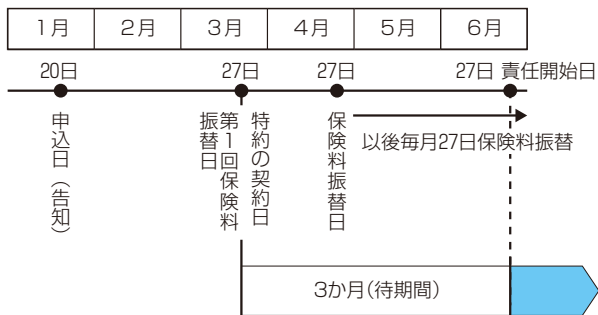 1月 2月 3月 4月 5月 6月
20日 27日 27日 27日 責任開始日
申込日（告知）
第1回保険料
振替日
特約の契約日
保険料振替日
以後毎月27日保険料振替
3か月（待期間）